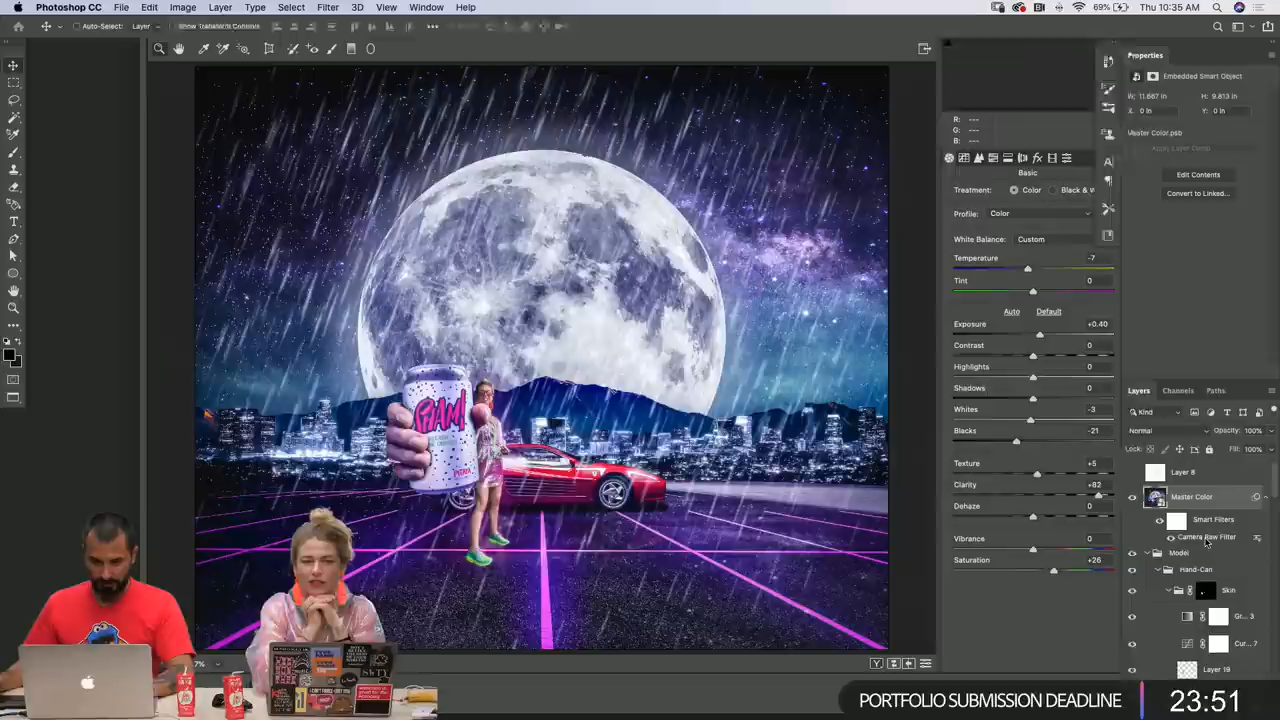 Photoshop CC File Edit Image Layer Type Select Filter 3D View Window Help
69% Thu 10:35 AM
Auto-Select: Layer Show Transform Controls
Properties
Embedded Smart Object
W: 11.667 in H: 9.813 in
X: 0 in Y: 0 in
Master Color.psb
Apply Layer Comp
Edit Contents
Convert to Linked...
R: ---
G: ---
B: ---
Basic
Treatment: Color Black & W
Profile: Color
White Balance: Custom
Temperature -7
Tint 0
Auto Default
Exposure +0.40
Contrast 0
Highlights 0
Shadows 0
Whites -3
Blacks -21
Texture +5
Clarity +82
Dehaze 0
Vibrance 0
Saturation +26
Layers Channels Paths
Kind
Normal Opacity: 100%
Lock: Fill: 100%
Layer 8
Master Color
Smart Filters
Camera Raw Filter
Model
Hand-Can
Skin
Gr... 3
Cur... 7
Layer 19
7%
PORTFOLIO SUBMISSION DEADLINE 23:51